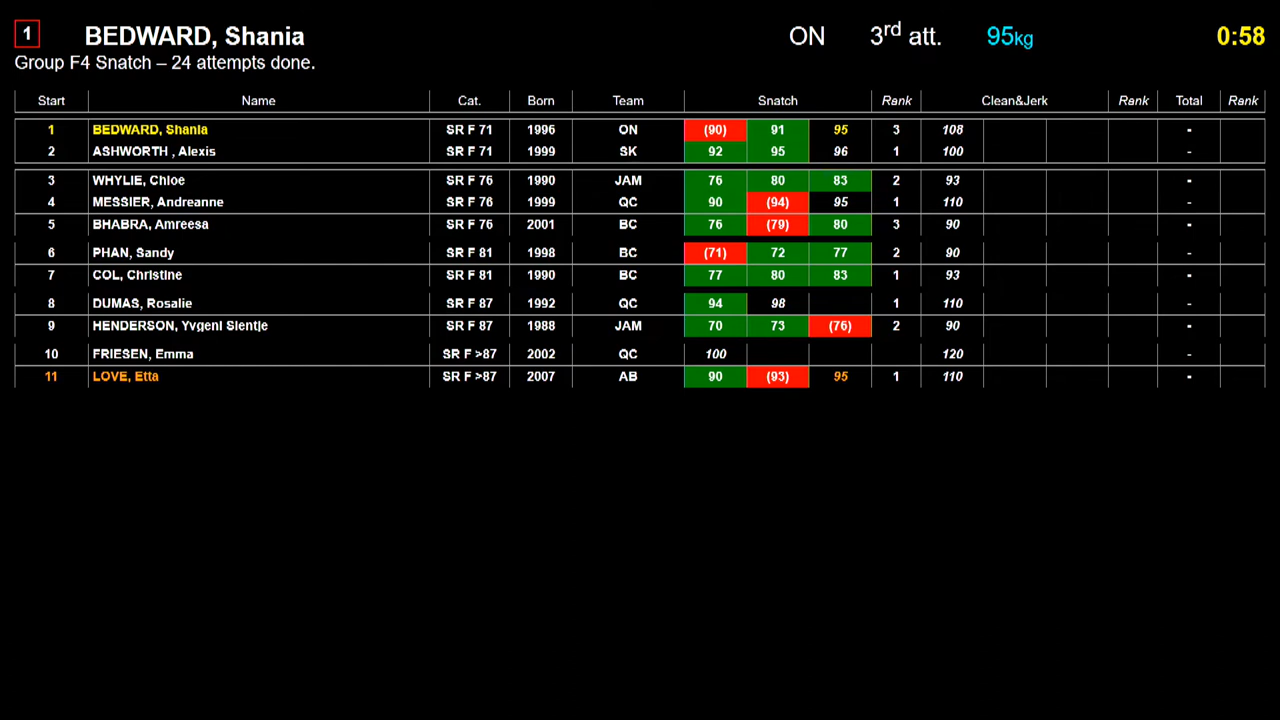 1 BEDWARD, Shania ON 3rd att. 95kg 0:58
Group F4 Snatch – 24 attempts done.
Start Name Cat. Born Team Snatch Rank Clean&Jerk Rank Total Rank
1 BEDWARD, Shania SR F 71 1996 ON (90) 91 95 3 108 -
2 ASHWORTH , Alexis SR F 71 1999 SK 92 95 96 1 100 -
3 WHYLIE, Chloe SR F 76 1990 JAM 76 80 83 2 93 -
4 MESSIER, Andreanne SR F 76 1999 QC 90 (94) 95 1 110 -
5 BHABRA, Amreesa SR F 76 2001 BC 76 (79) 80 3 90 -
6 PHAN, Sandy SR F 81 1998 BC (71) 72 77 2 90 -
7 COL, Christine SR F 81 1990 BC 77 80 83 1 93 -
8 DUMAS, Rosalie SR F 87 1992 QC 94 98 1 110 -
9 HENDERSON, Yvgeni Sientje SR F 87 1988 JAM 70 73 (76) 2 90 -
10 FRIESEN, Emma SR F >87 2002 QC 100 120 -
11 LOVE, Etta SR F >87 2007 AB 90 (93) 95 1 110 -